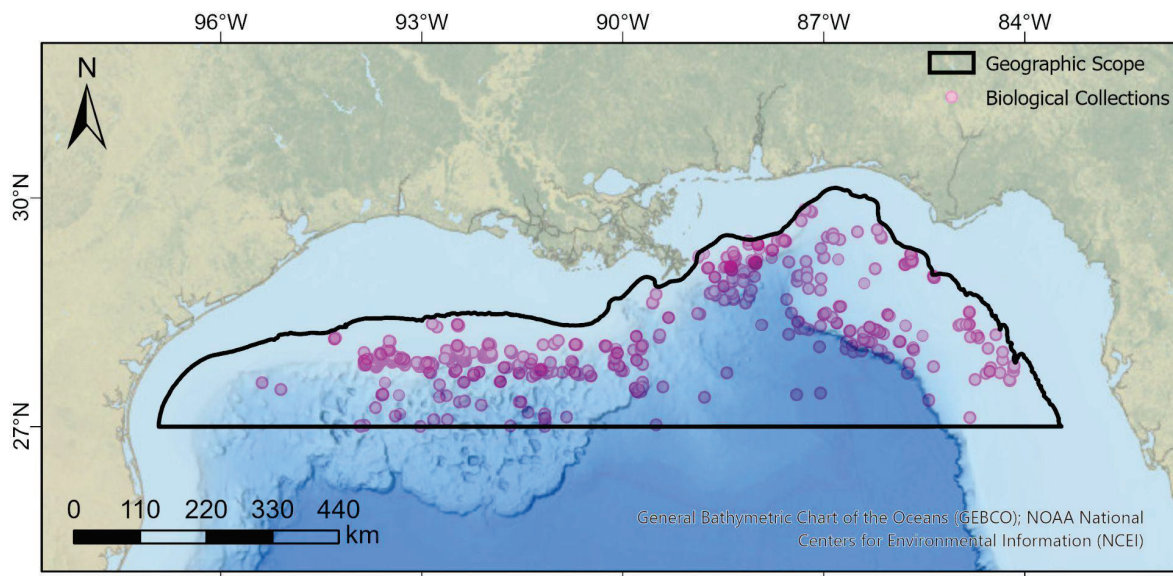 96°W 93°W 90°W 87°W 84°W
N
Geographic Scope
Biological Collections
30°N
27°N
0 110 220 330 440
km
General Bathymetric Chart of the Oceans (GEBCO); NOAA National
Centers for Environmental Information (NCEI)